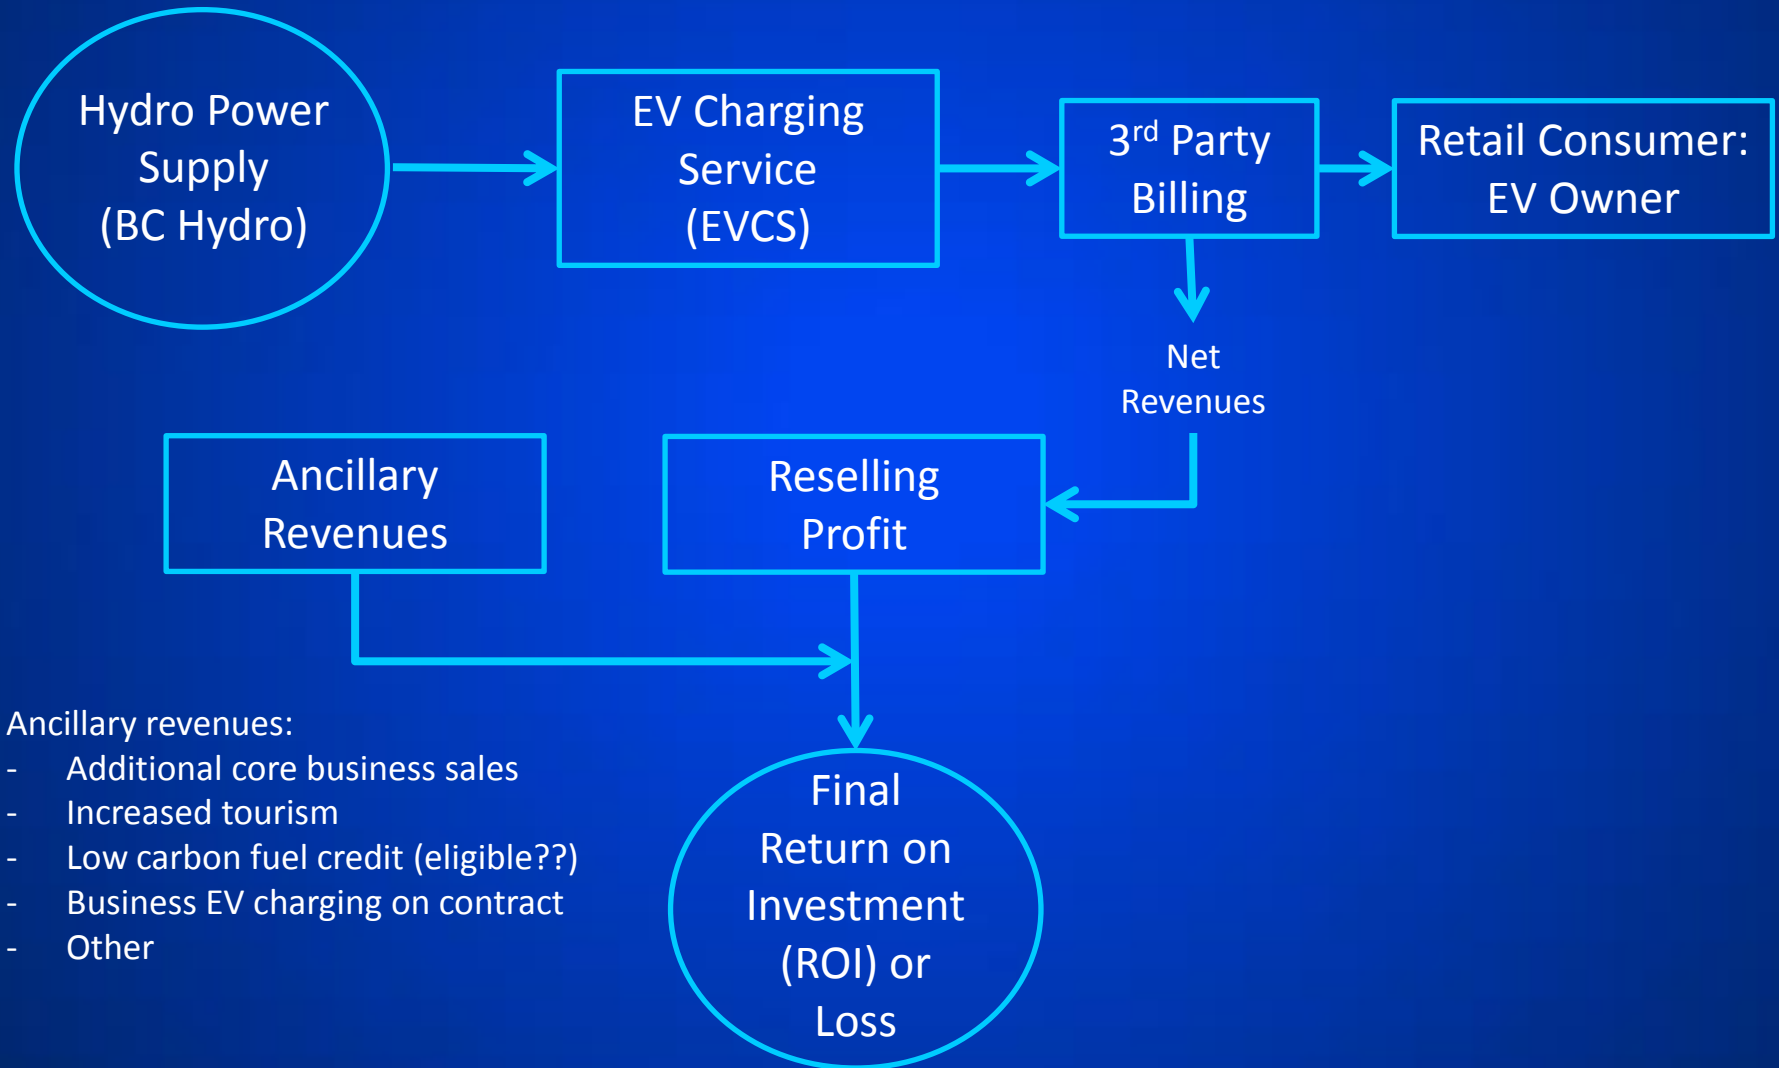 Hydro Power
Supply
(BC Hydro)
EV Charging
Service
(EVCS)
3rd Party
Billing
Retail Consumer:
EV Owner
Net
Revenues
Ancillary
Revenues
Reselling
Profit
Ancillary revenues:
- Additional core business sales
- Increased tourism
- Low carbon fuel credit (eligible??)
- Business EV charging on contract
- Other
Final
Return on
Investment
(ROI) or
Loss